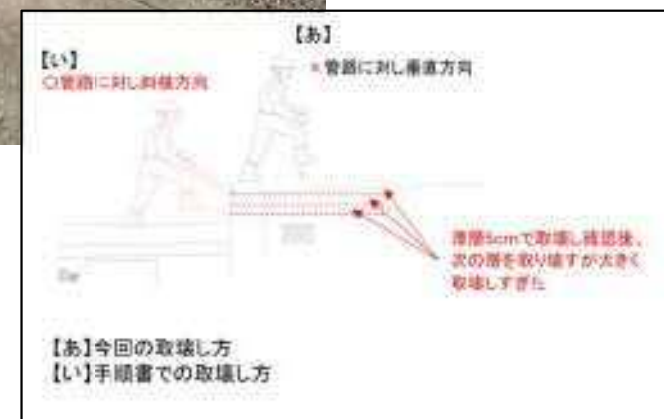 【あ】
×管路に対し垂直方向
【い】
○管路に対し斜横方向
層厚5cmで取壊し確認後、
次の層を取り壊すが大きく
取壊しすぎた
【あ】今回の取壊し方
【い】手順書での取壊し方